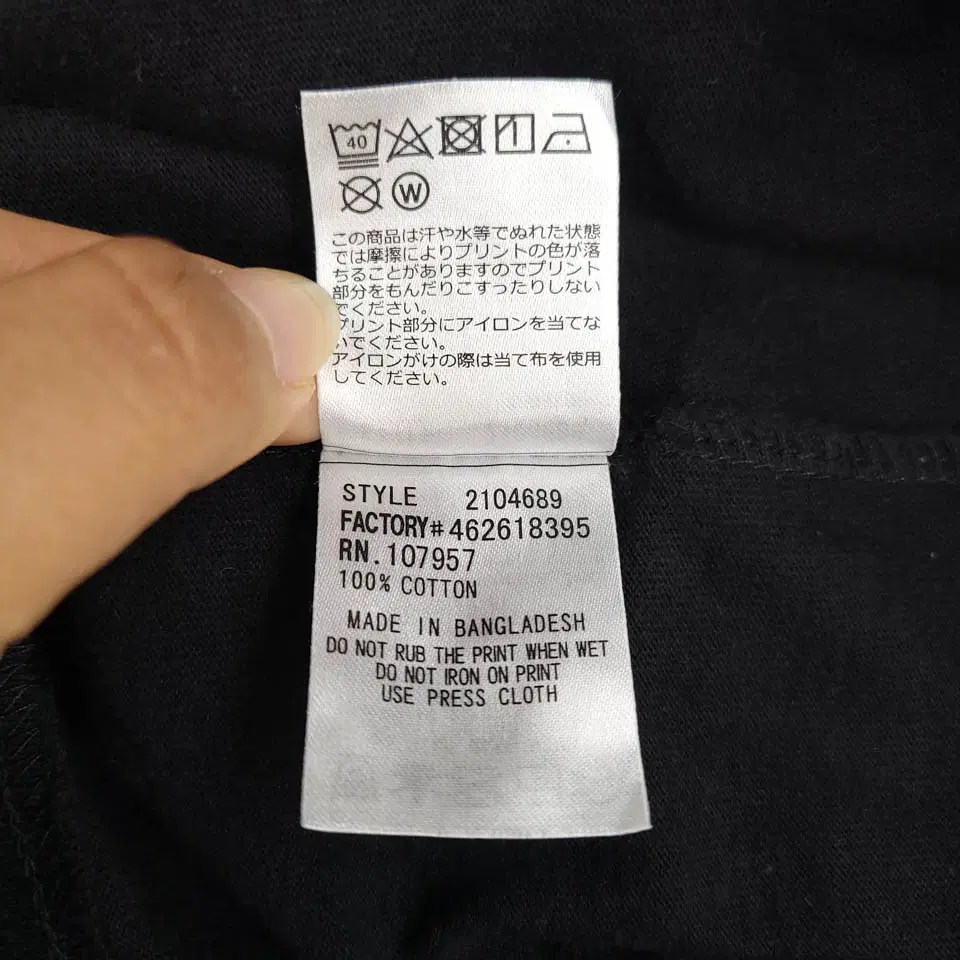 40
W
この商品は汗や水等でぬれた状態
では摩擦によりプリントの色が落
ちることがありますのでプリント
部分をもんだりこすったりしない
でください。
プリント部分にアイロンを当てな
いでください。
アイロンがけの際は当て布を使用
してください。
STYLE 2104689
FACTORY#462618395
RN.107957
100% COTTON
MADE IN BANGLADESH
DO NOT RUB THE PRINT WHEN WET
DO NOT IRON ON PRINT
USE PRESS CLOTH